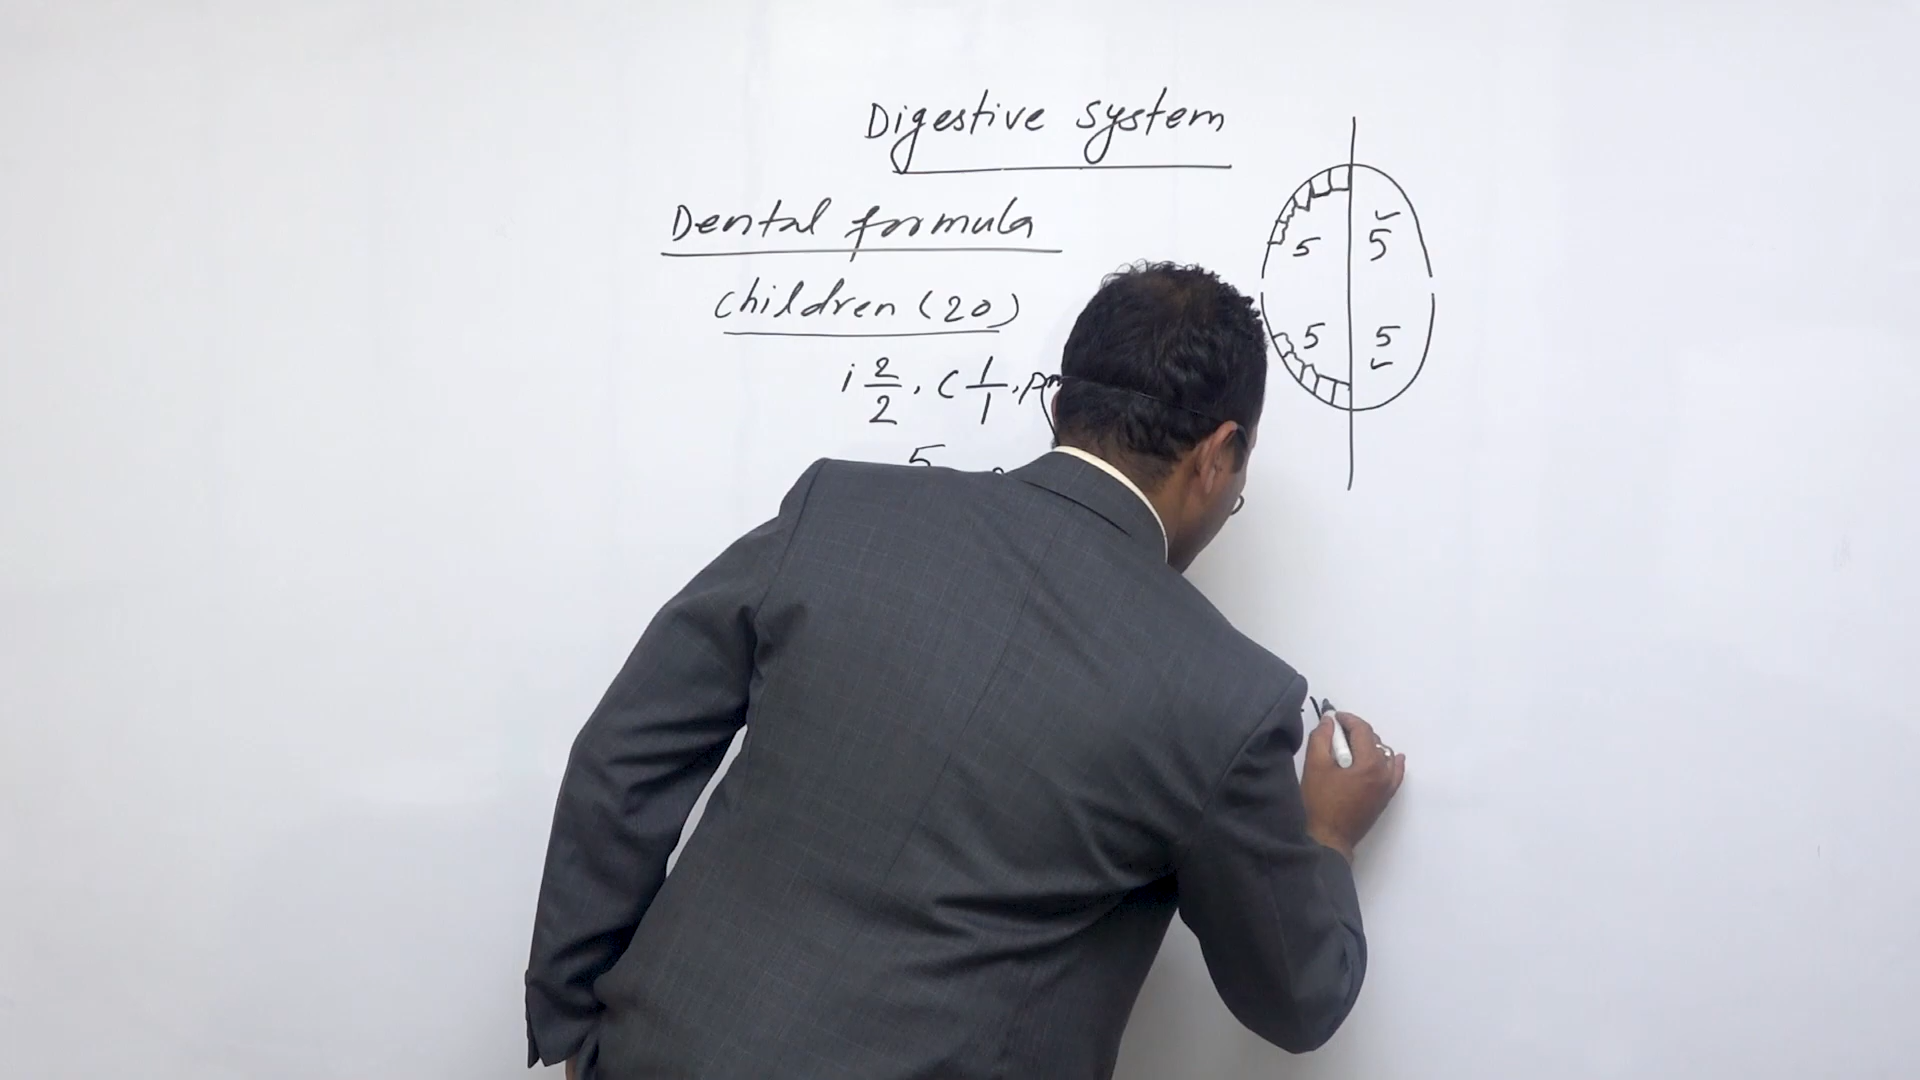 Digestive system
Dental formula
children (20)
i 2/2, C 1/1, Pm
5
5 5
5 5